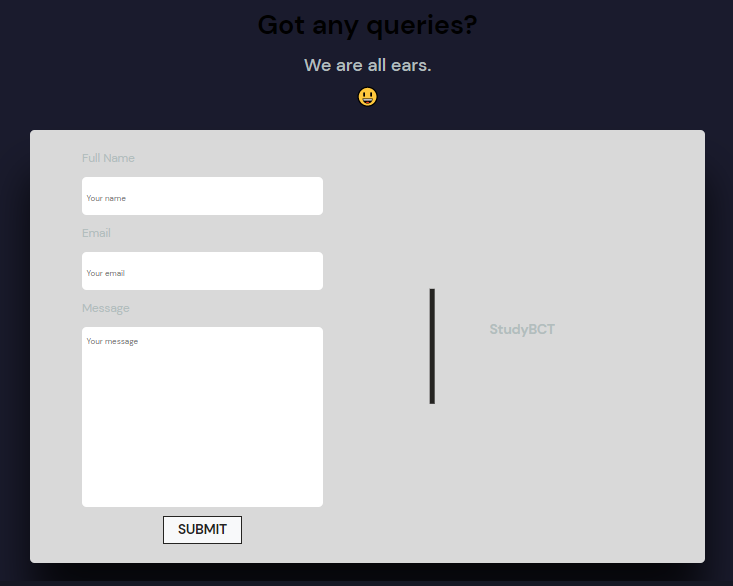 Got any queries?
We are all ears.
😃
Full Name
Your name
Email
Your email
Message
Your message
StudyBCT
SUBMIT